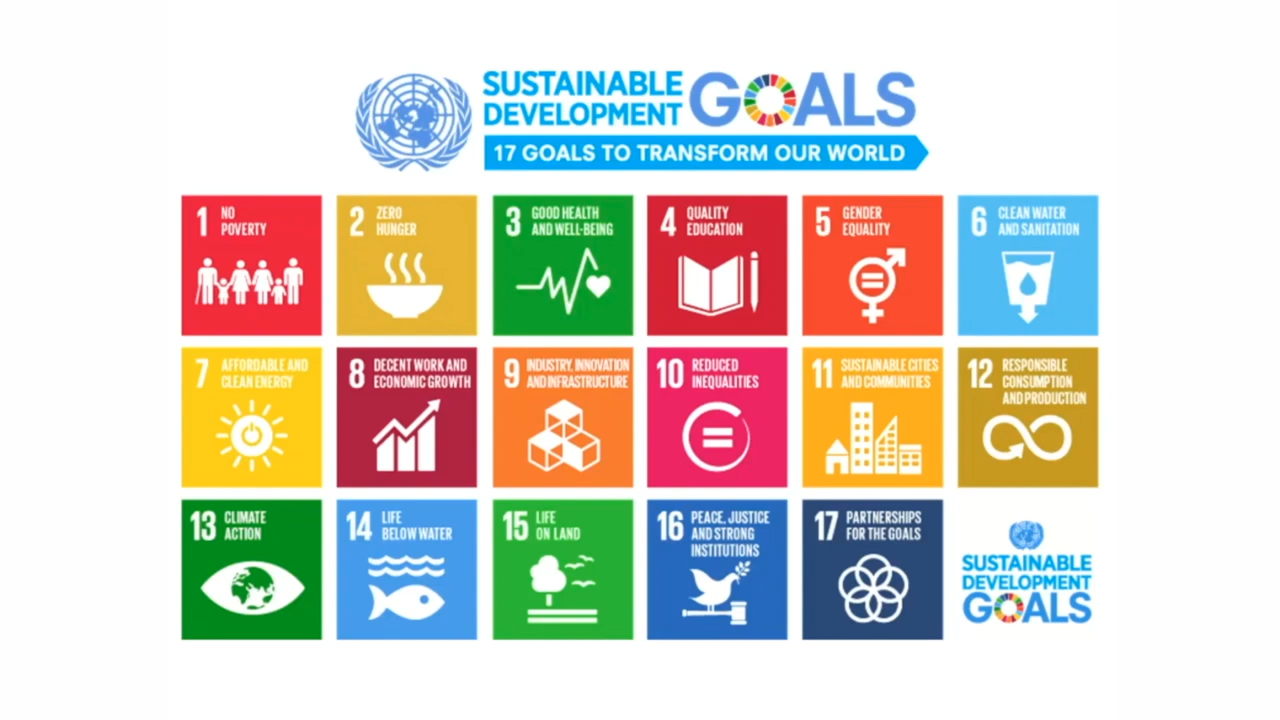 SUSTAINABLE
DEVELOPMENT GOALS
17 GOALS TO TRANSFORM OUR WORLD
1 NO
POVERTY
2 ZERO
HUNGER
3 GOOD HEALTH
AND WELL-BEING
4 QUALITY
EDUCATION
5 GENDER
EQUALITY
6 CLEAN WATER
AND SANITATION
7 AFFORDABLE AND
CLEAN ENERGY
8 DECENT WORK AND
ECONOMIC GROWTH
9 INDUSTRY, INNOVATION
AND INFRASTRUCTURE
10 REDUCED
INEQUALITIES
11 SUSTAINABLE CITIES
AND COMMUNITIES
12 RESPONSIBLE
CONSUMPTION
AND PRODUCTION
13 CLIMATE
ACTION
14 LIFE
BELOW WATER
15 LIFE
ON LAND
16 PEACE, JUSTICE
AND STRONG
INSTITUTIONS
17 PARTNERSHIPS
FOR THE GOALS
SUSTAINABLE
DEVELOPMENT
GOALS